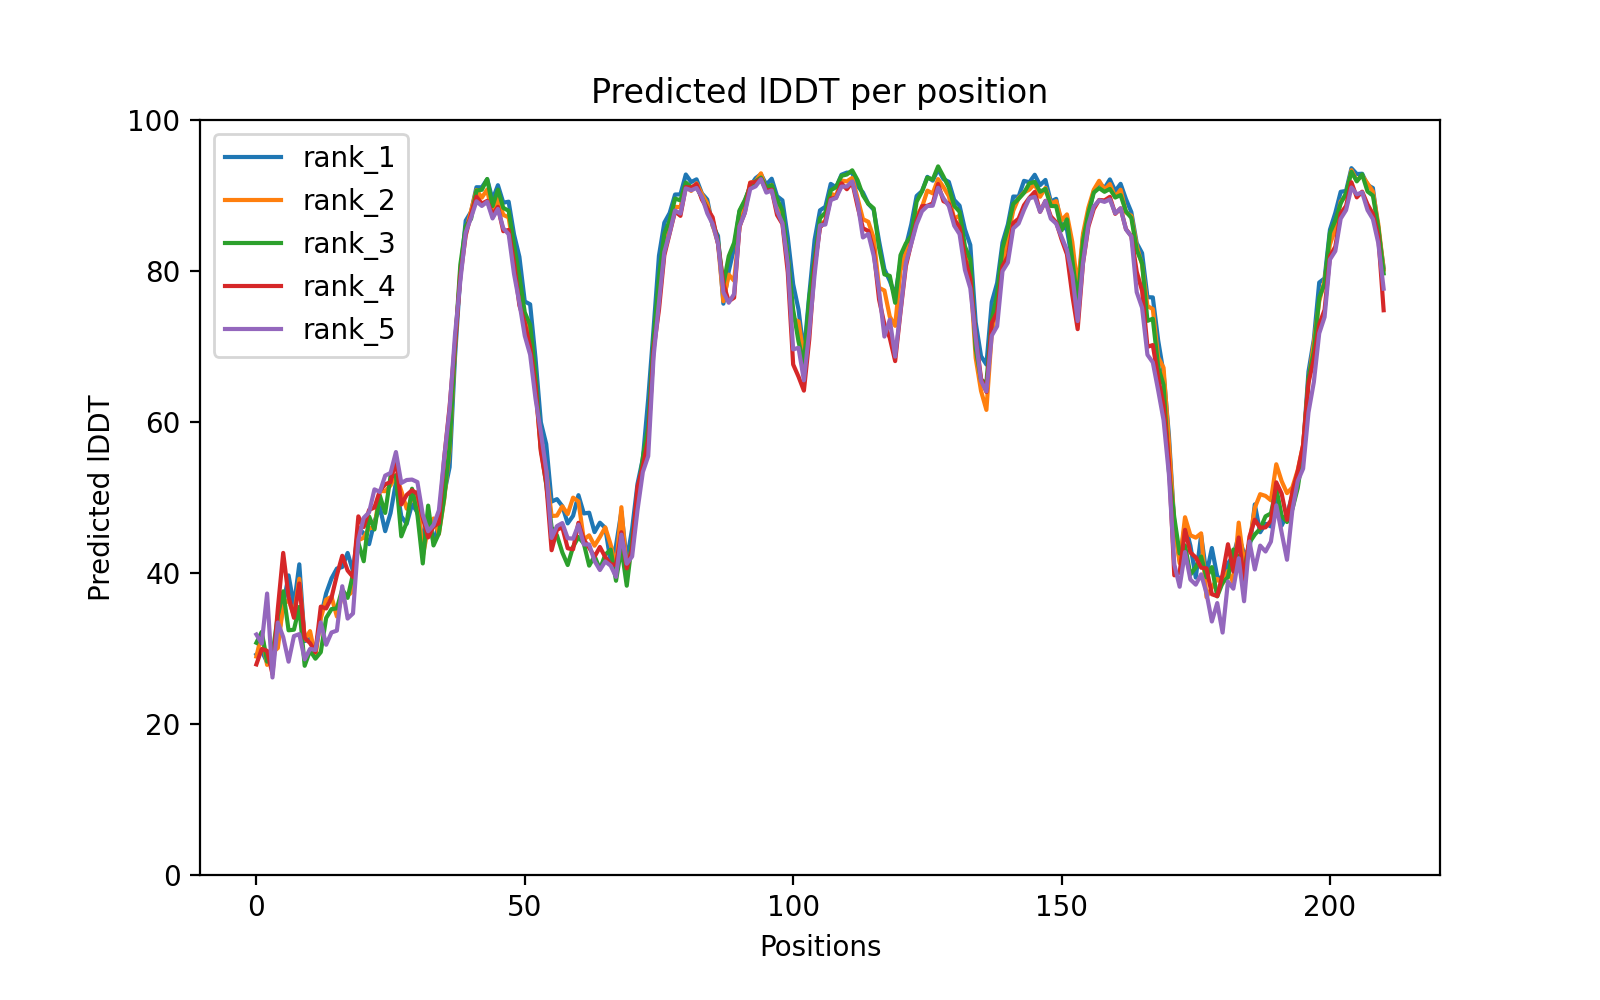 Predicted lDDT per position
100
80
60
40
20
0
Predicted lDDT
rank_1
rank_2
rank_3
rank_4
rank_5
0 50 100 150 200
Positions